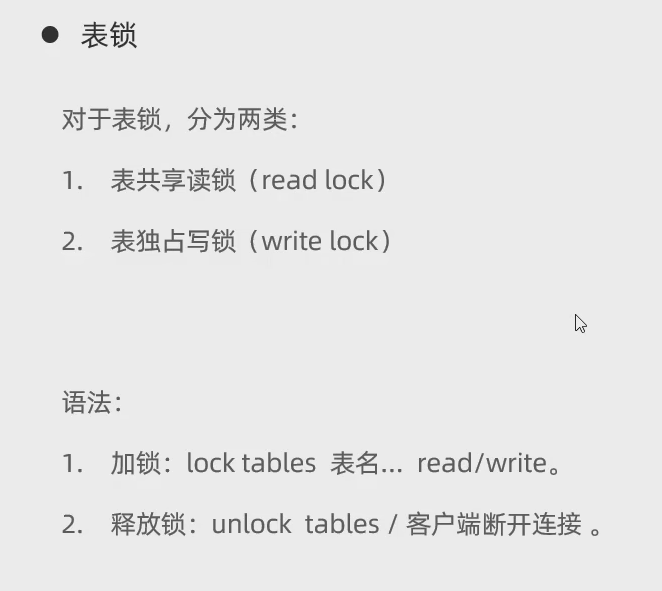 ● 表锁
对于表锁，分为两类：
1. 表共享读锁（read lock）
2. 表独占写锁（write lock）
语法：
1. 加锁：lock tables 表名... read/write。
2. 释放锁：unlock tables / 客户端断开连接 。